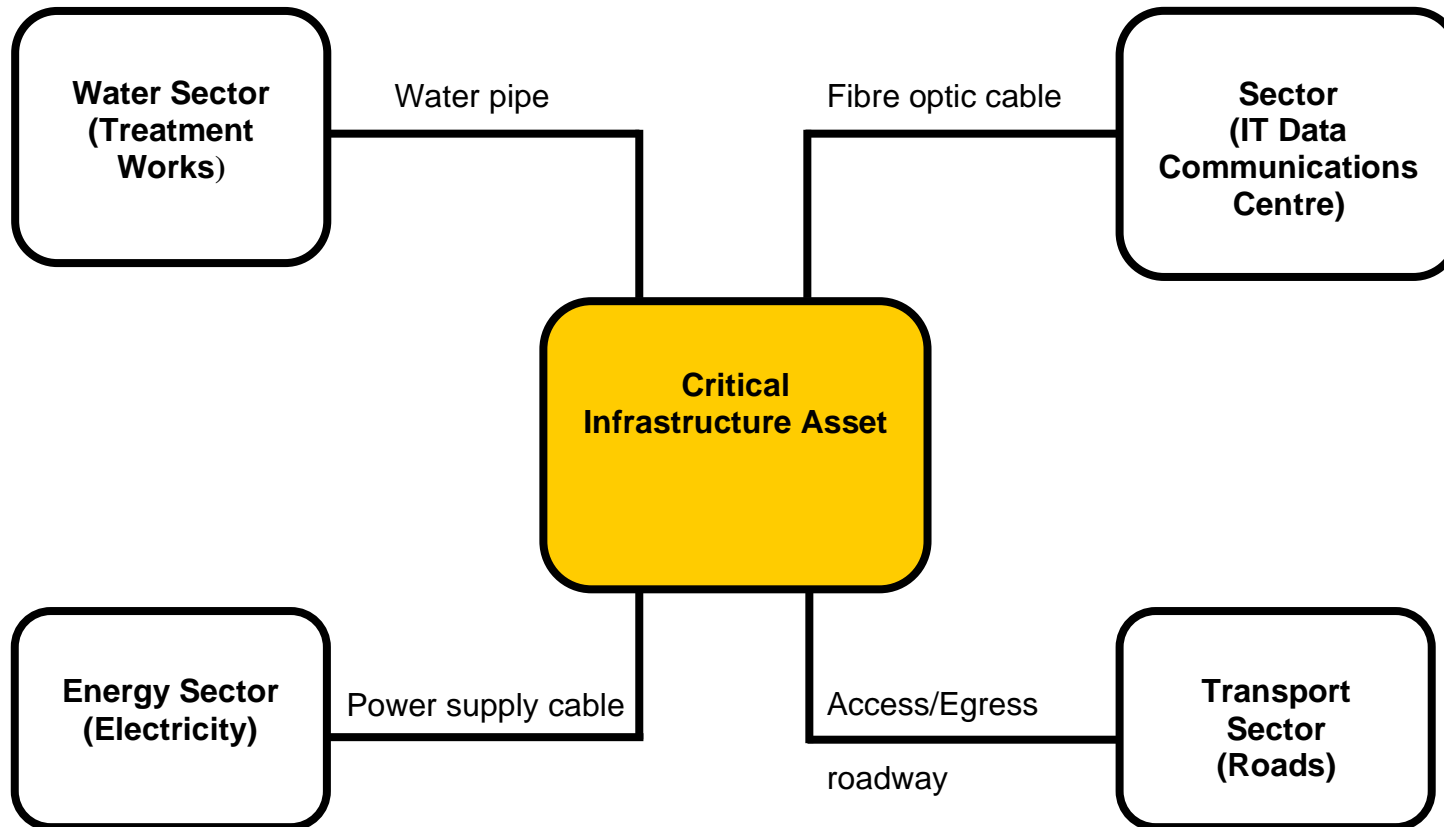 Water Sector
(Treatment
Works)
Water pipe
Fibre optic cable
Sector
(IT Data
Communications
Centre)
Critical
Infrastructure Asset
Energy Sector
(Electricity)
Power supply cable
Access/Egress
roadway
Transport
Sector
(Roads)